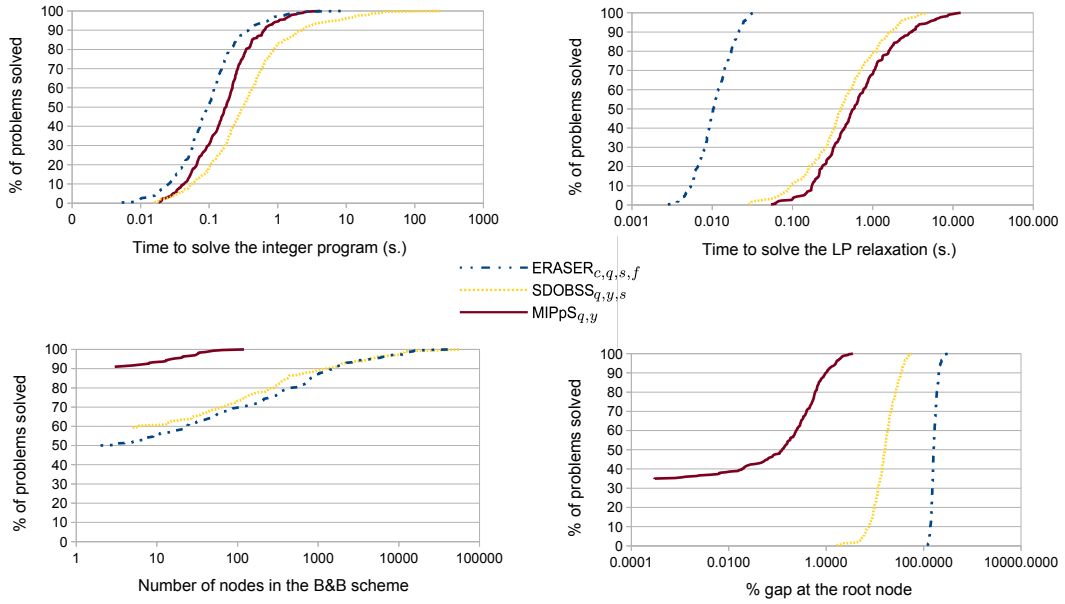 % of problems solved
100
90
80
70
60
50
40
30
20
10
0
0 0.01 0.1 1 10 100 1000
Time to solve the integer program (s.)
% of problems solved
100
90
80
70
60
50
40
30
20
10
0
0.001 0.010 0.100 1.000 10.000 100.000
Time to solve the LP relaxation (s.)
ERASER c,q,s,f
SDOBSS q,y,s
MIPpS q,y
% of problems solved
100
90
80
70
60
50
40
30
20
10
0
1 10 100 1000 10000 100000
Number of nodes in the B&B scheme
% of problems solved
100
90
80
70
60
50
40
30
20
10
0
0.0001 0.0100 1.0000 100.0000 10000.0000
% gap at the root node